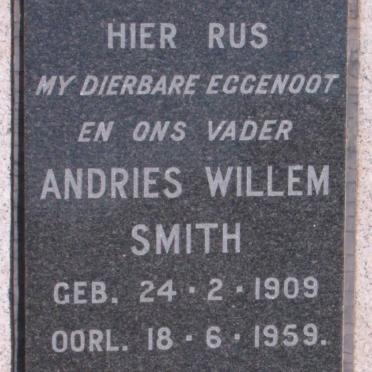 HIER RUS
MY DIERBARE EGGENOOT
EN ONS VADER
ANDRIES WILLEM
SMITH
GEB. 24 · 2 · 1909
OORL. 18 · 6 · 1959.